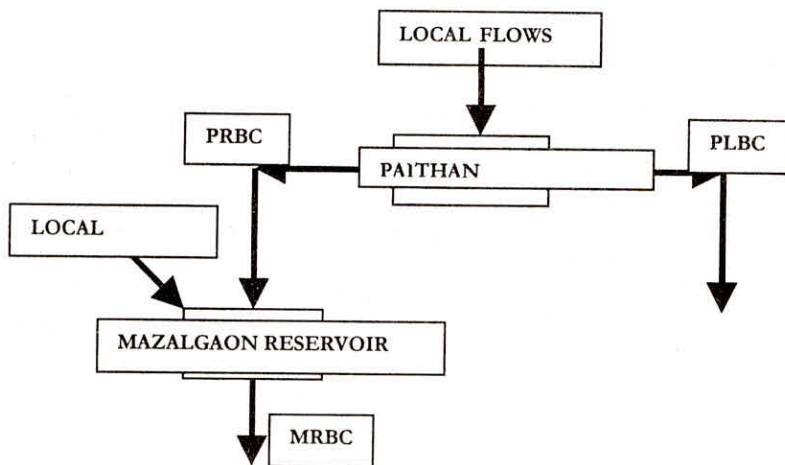 LOCAL FLOWS
PRBC
PLBC
PAITHAN
LOCAL
MAZALGAON RESERVOIR
MRBC